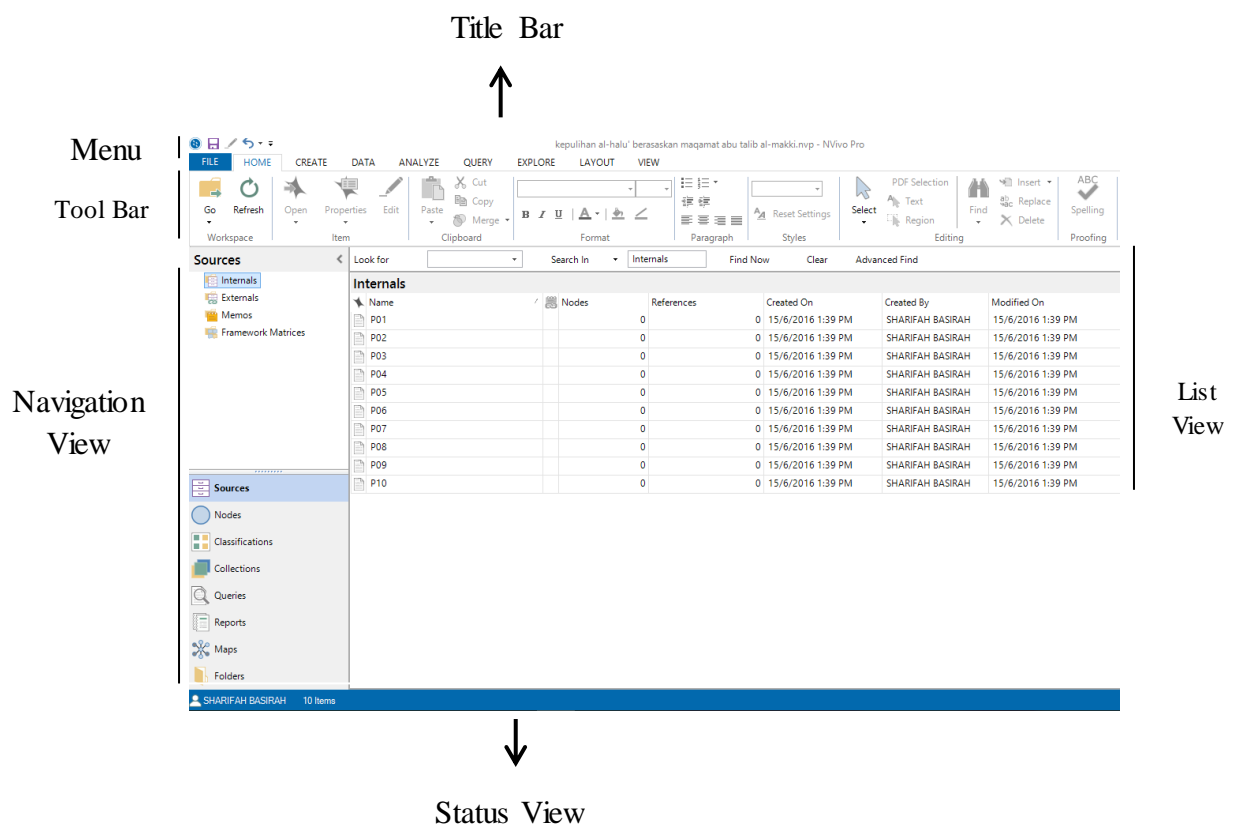 Title Bar
Menu
kepulihan al-halu' berasaskan maqamat abu talib al-makki.nvp - NVivo Pro
FILE HOME CREATE DATA ANALYZE QUERY EXPLORE LAYOUT VIEW
Tool Bar
Go Refresh Open Properties Edit Paste Cut Copy Merge
B I U A
A Reset Settings
Select PDF Selection Text Region
Find Insert Replace Delete
ABC Spelling
Workspace Item Clipboard Format Paragraph Styles Editing Proofing
Sources Look for Search In Internals Find Now Clear Advanced Find
Internals
Externals
Memos
Framework Matrices
Internals
Name Nodes References Created On Created By Modified On
P01 0 0 15/6/2016 1:39 PM SHARIFAH BASIRAH 15/6/2016 1:39 PM
P02 0 0 15/6/2016 1:39 PM SHARIFAH BASIRAH 15/6/2016 1:39 PM
P03 0 0 15/6/2016 1:39 PM SHARIFAH BASIRAH 15/6/2016 1:39 PM
P04 0 0 15/6/2016 1:39 PM SHARIFAH BASIRAH 15/6/2016 1:39 PM
P05 0 0 15/6/2016 1:39 PM SHARIFAH BASIRAH 15/6/2016 1:39 PM
P06 0 0 15/6/2016 1:39 PM SHARIFAH BASIRAH 15/6/2016 1:39 PM
P07 0 0 15/6/2016 1:39 PM SHARIFAH BASIRAH 15/6/2016 1:39 PM
P08 0 0 15/6/2016 1:39 PM SHARIFAH BASIRAH 15/6/2016 1:39 PM
P09 0 0 15/6/2016 1:39 PM SHARIFAH BASIRAH 15/6/2016 1:39 PM
P10 0 0 15/6/2016 1:39 PM SHARIFAH BASIRAH 15/6/2016 1:39 PM
Navigation
View
List
View
Sources
Nodes
Classifications
Collections
Queries
Reports
Maps
Folders
SHARIFAH BASIRAH 10 Items
Status View